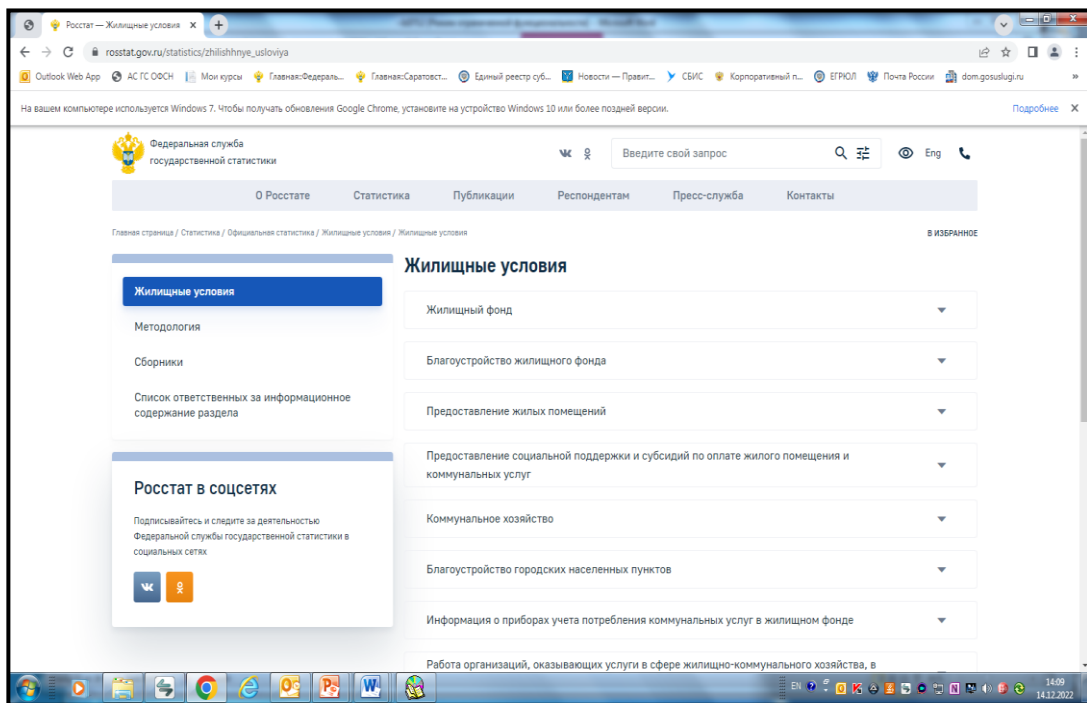 Росстат — Жилищные условия
rosstat.gov.ru/statistics/zhilishhnye_usloviya
Outlook Web App АС ГС ОФСН Мои курсы Главная::Федераль... Главная::Саратовст... Единый реестр суб... Новости — Правит... СБИС Корпоративный п... ЕГРЮЛ Почта России dom.gosuslugi.ru »
На вашем компьютере используется Windows 7. Чтобы получать обновления Google Chrome, установите на устройство Windows 10 или более поздней версии. Подробнее
Федеральная служба
государственной статистики
Введите свой запрос
Eng
О Росстате Статистика Публикации Респондентам Пресс-служба Контакты
Главная страница / Статистика / Официальная статистика / Жилищные условия / Жилищные условия
В ИЗБРАННОЕ
Жилищные условия
Методология
Сборники
Список ответственных за информационное
содержание раздела
Росстат в соцсетях
Подписывайтесь и следите за деятельностью
Федеральной службы государственной статистики в
социальных сетях
Жилищные условия
Жилищный фонд
Благоустройство жилищного фонда
Предоставление жилых помещений
Предоставление социальной поддержки и субсидий по оплате жилого помещения и
коммунальных услуг
Коммунальное хозяйство
Благоустройство городских населенных пунктов
Информация о приборах учета потребления коммунальных услуг в жилищном фонде
Работа организаций, оказывающих услуги в сфере жилищно-коммунального хозяйства, в
EN
14:09
14.12.2022